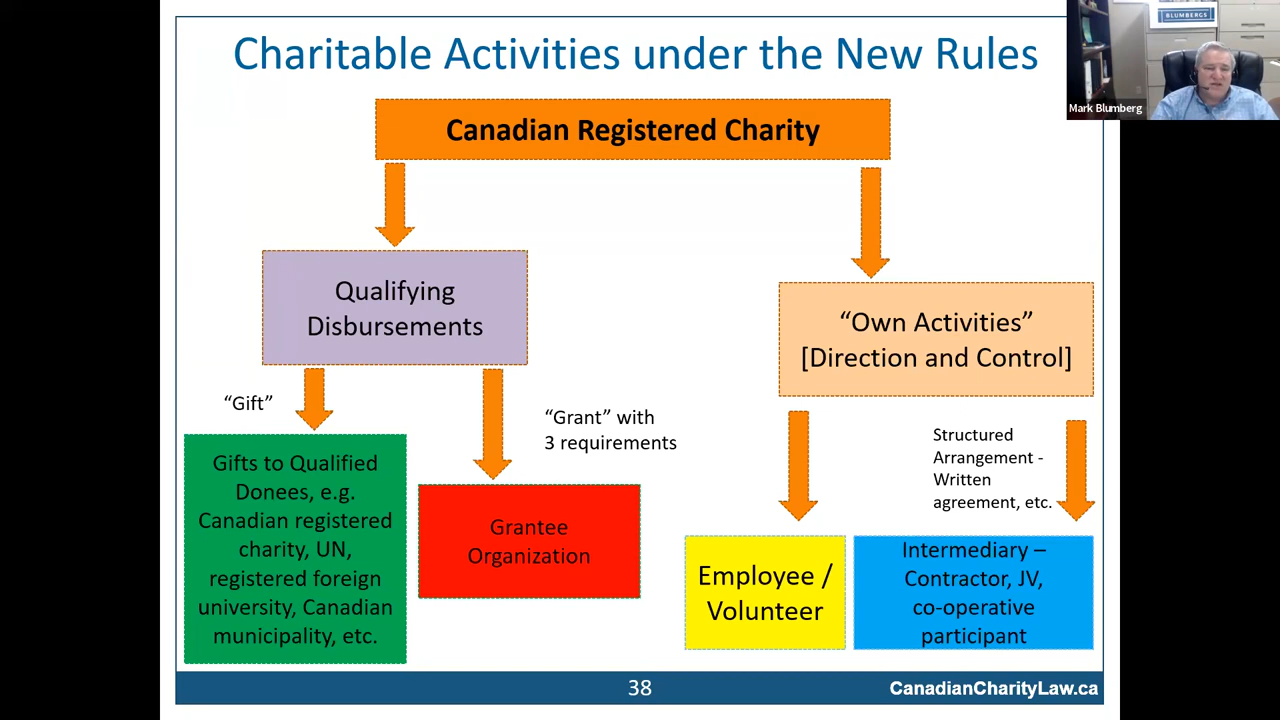 Charitable Activities under the New Rules
BLUMBERGS
Mark Blumberg
Canadian Registered Charity
Qualifying
Disbursements
“Own Activities”
[Direction and Control]
“Gift”
“Grant” with
3 requirements
Structured
Arrangement -
Written
agreement, etc.
Gifts to Qualified
Donees, e.g.
Canadian registered
charity, UN,
registered foreign
university, Canadian
municipality, etc.
Grantee
Organization
Employee /
Volunteer
Intermediary –
Contractor, JV,
co-operative
participant
38
CanadianCharityLaw.ca